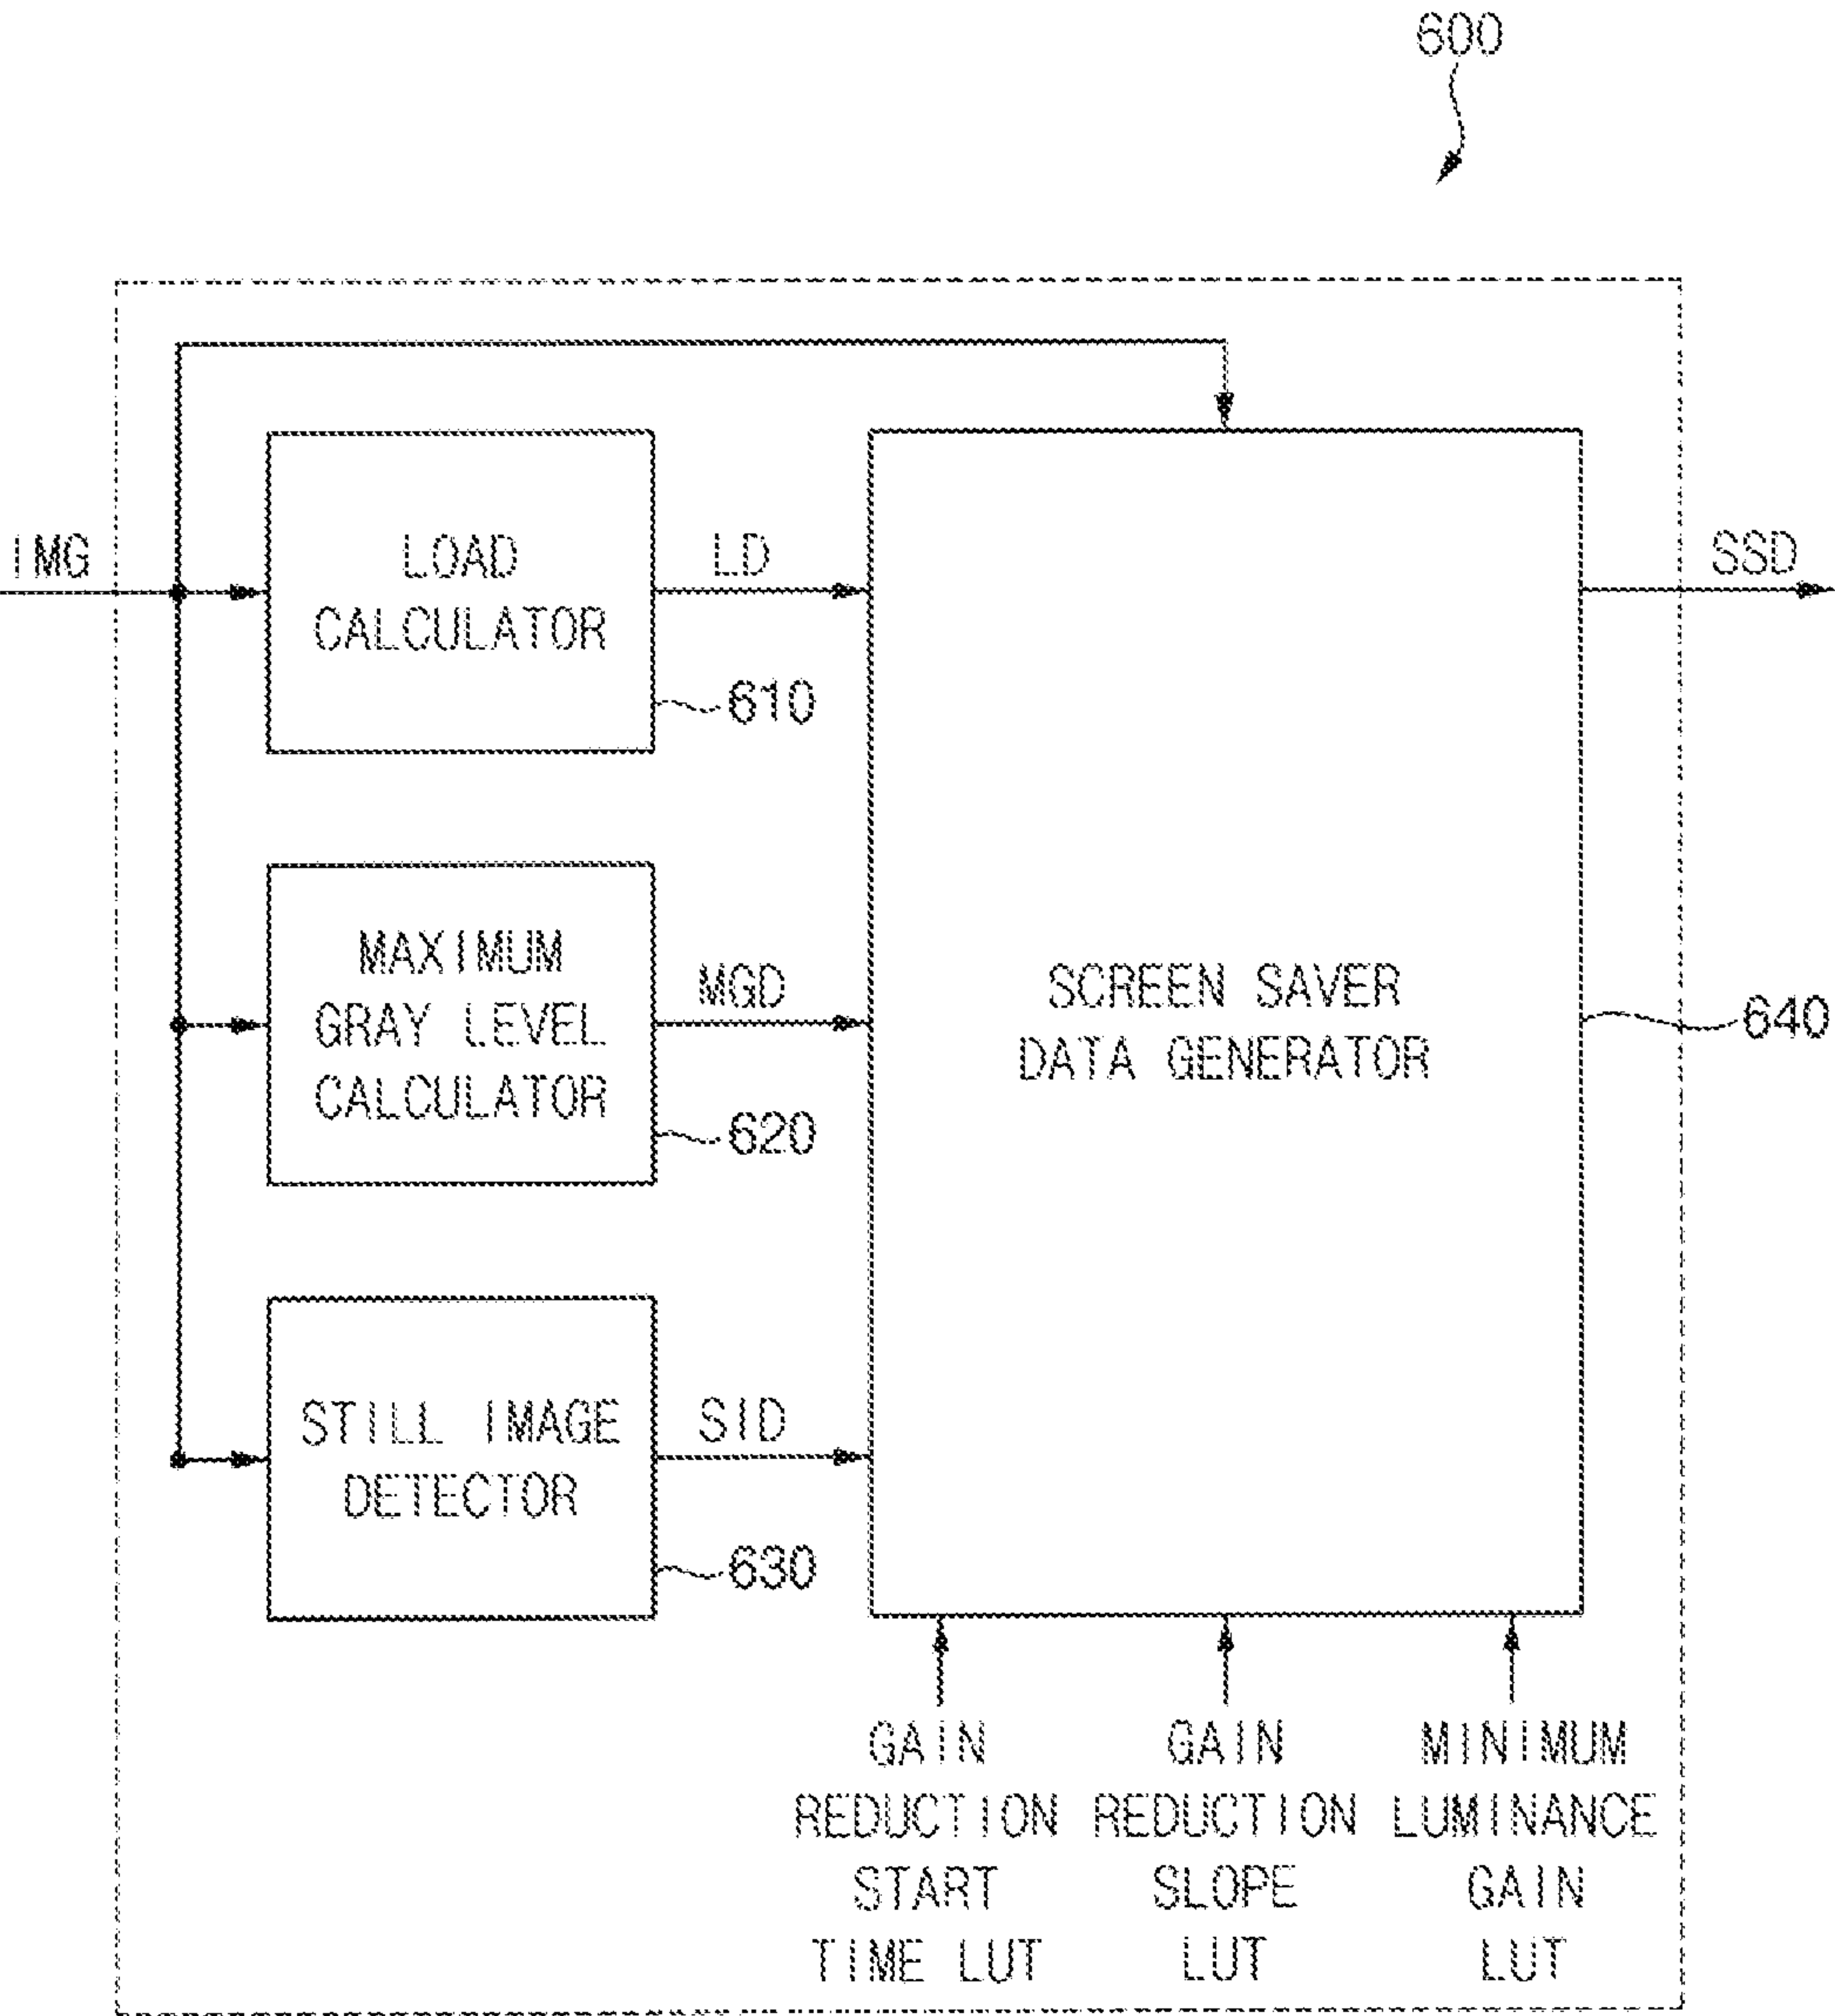 600
IMG
LOAD
CALCULATOR
610
LD
SSD
MAXIMUM
GRAY LEVEL
CALCULATOR
620
MGD
SCREEN SAVER
DATA GENERATOR
640
STILL IMAGE
DETECTOR
630
SID
GAIN
REDUCTION
START
TIME LUT
GAIN
REDUCTION
SLOPE
LUT
MINIMUM
LUMINANCE
GAIN
LUT